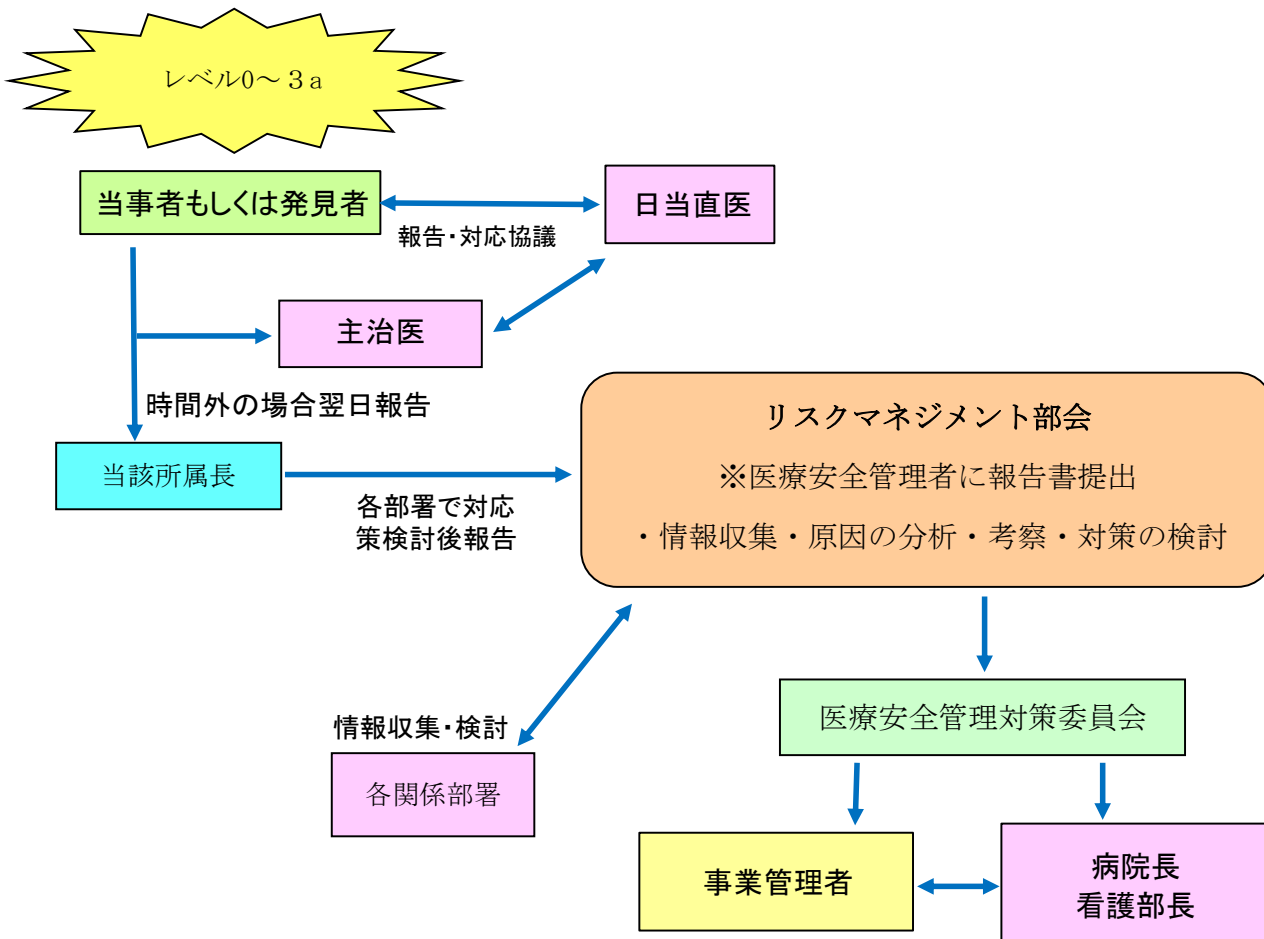 レベル0~３a
当事者もしくは発見者
日当直医
報告・対応協議
主治医
時間外の場合翌日報告
当該所属長
各部署で対応
策検討後報告
リスクマネジメント部会
※医療安全管理者に報告書提出
・情報収集・原因の分析・考察・対策の検討
医療安全管理対策委員会
情報収集・検討
各関係部署
事業管理者
病院長
看護部長